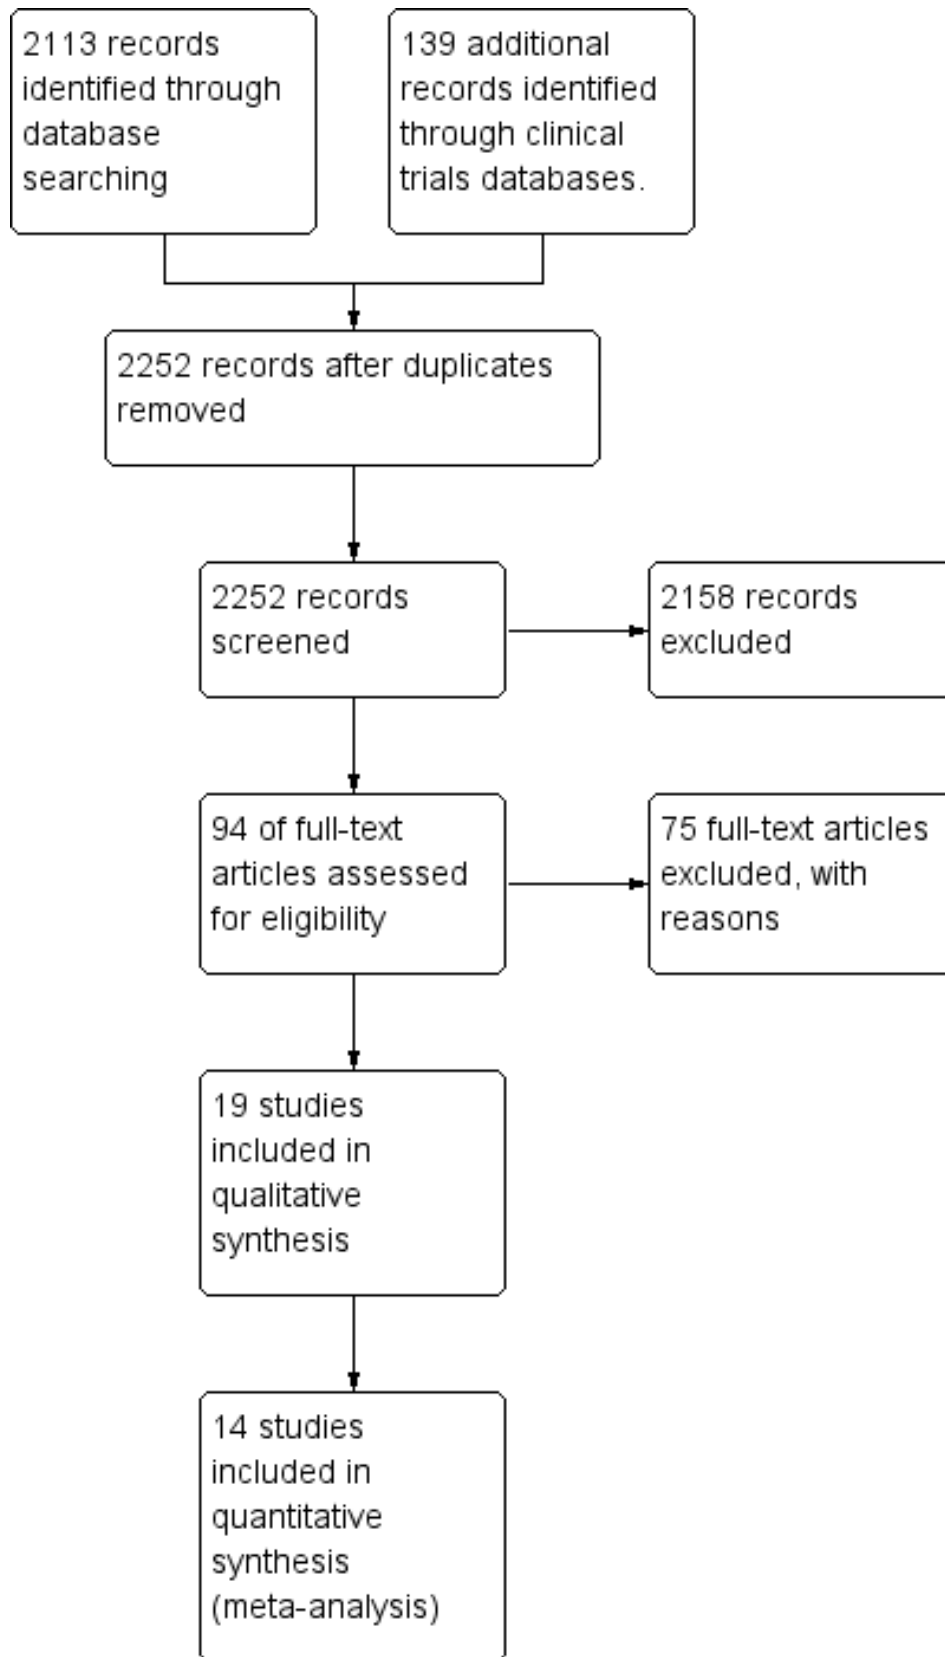 2113 records
identified through
database
searching
139 additional
records identified
through clinical
trials databases.
2252 records after duplicates
removed
2252 records
screened
2158 records
excluded
94 of full-text
articles assessed
for eligibility
75 full-text articles
excluded, with
reasons
19 studies
included in
qualitative
synthesis
14 studies
included in
quantitative
synthesis
(meta-analysis)